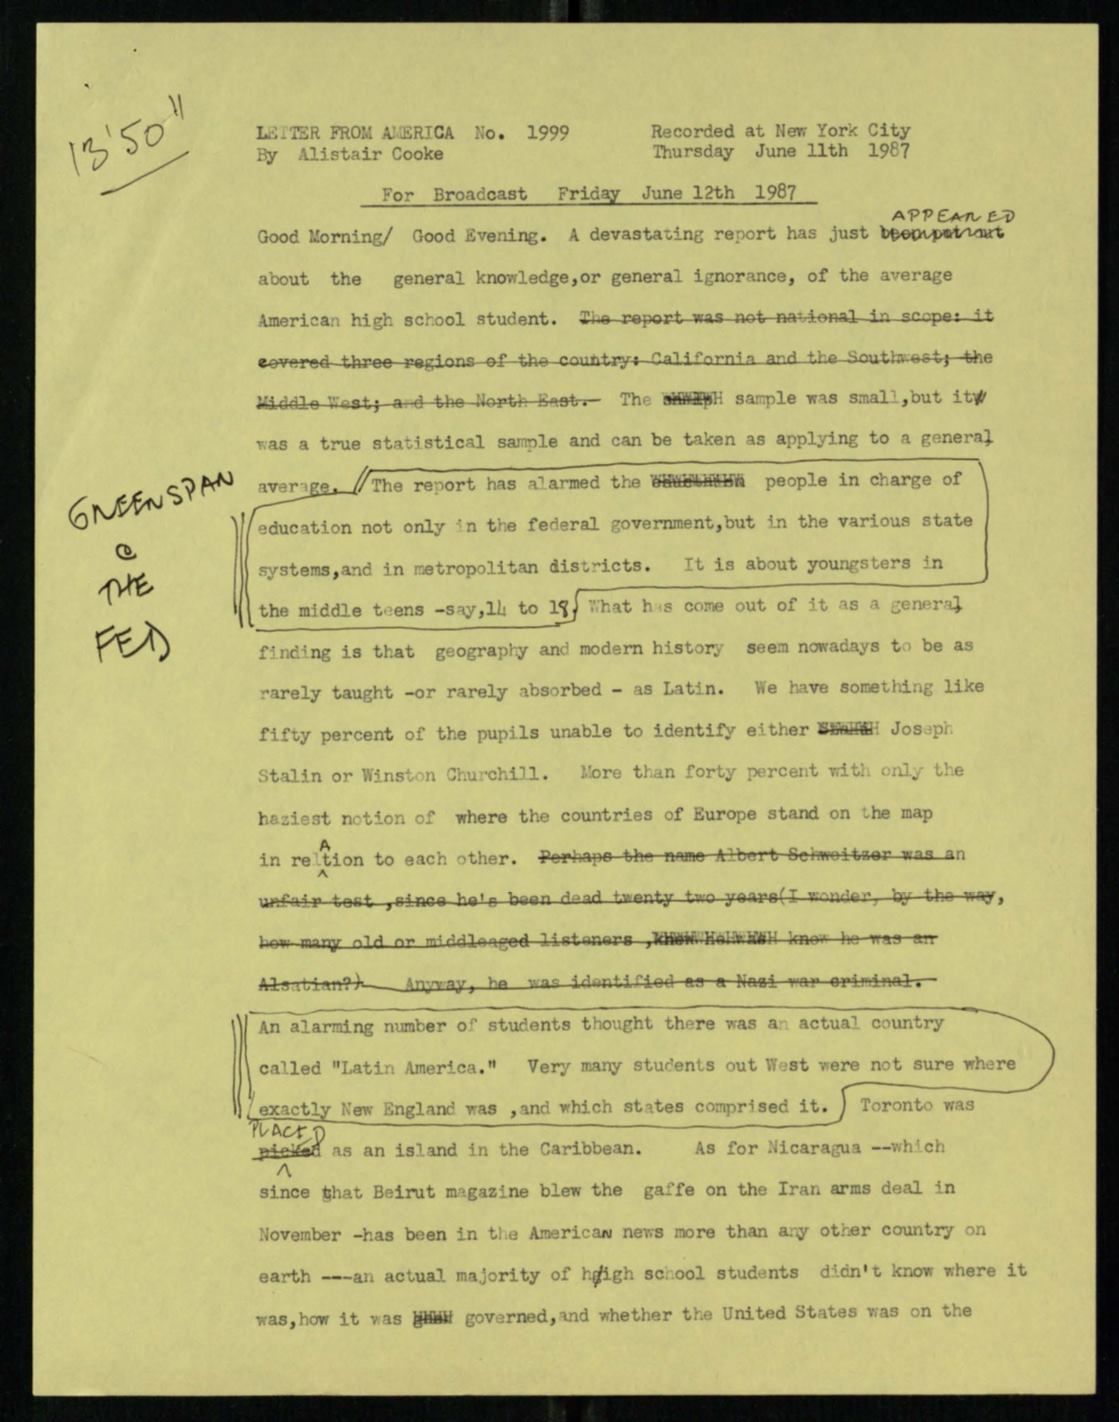 13'50"
LETTER FROM AMERICA No. 1999 Recorded at New York City
By Alistair Cooke Thursday June 11th 1987
For Broadcast Friday June 12th 1987
APPEARED
Good Morning/ Good Evening. A devastating report has just been put out
about the general knowledge,or general ignorance, of the average
American high school student. The report was not national in scope: it
covered three regions of the country: California and the Southwest; the
Middle West; and the North East. The sample was small,but it
was a true statistical sample and can be taken as applying to a general
average. The report has alarmed the people in charge of
GREENSPAN
@
THE
FED
education not only in the federal government,but in the various state
systems,and in metropolitan districts. It is about youngsters in
the middle teens -say,14 to 18. What has come out of it as a general
finding is that geography and modern history seem nowadays to be as
rarely taught -or rarely absorbed - as Latin. We have something like
fifty percent of the pupils unable to identify either Joseph
Stalin or Winston Churchill. More than forty percent with only the
haziest notion of where the countries of Europe stand on the map
A
in reltion to each other. Perhaps the name Albert Schweitzer was an
unfair test ,since he's been dead twenty two years(I wonder, by the way,
how many old or middleaged listeners , know he was an
Alsatian?) Anyway, he was identified as a Nazi war criminal.
An alarming number of students thought there was an actual country
called "Latin America." Very many students out West were not sure where
exactly New England was ,and which states comprised it. Toronto was
PLACED
picked as an island in the Caribbean. As for Nicaragua --which
since that Beirut magazine blew the gaffe on the Iran arms deal in
November -has been in the American news more than any other country on
earth ---an actual majority of high school students didn't know where it
was,how it was governed,and whether the United States was on the